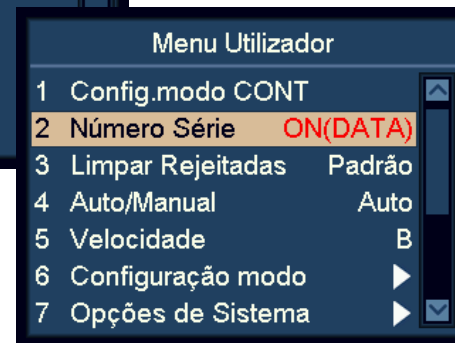 Menu Utilizador
1 Config.modo CONT
2 Número Série ON(DATA)
3 Limpar Rejeitadas Padrão
4 Auto/Manual Auto
5 Velocidade B
6 Configuração modo
7 Opções de Sistema